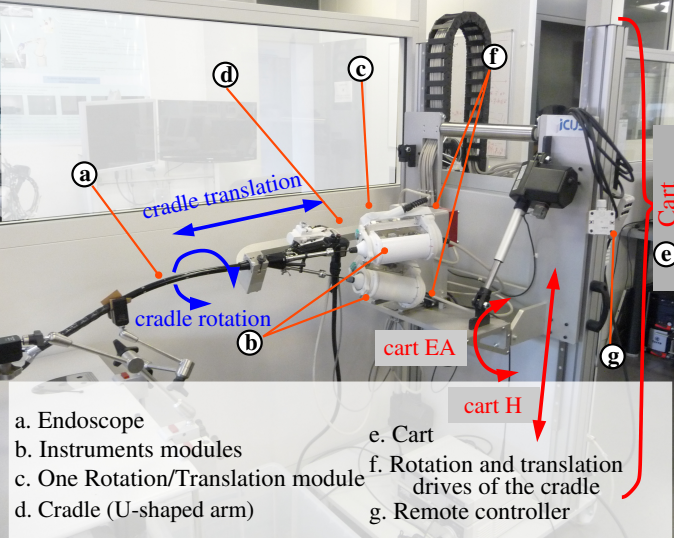 f
d
c
jCUB
a
cradle translation
Cart
e
cradle rotation
b
cart EA
g
cart H
a. Endoscope
b. Instruments modules
c. One Rotation/Translation module
d. Cradle (U-shaped arm)
e. Cart
f. Rotation and translation
drives of the cradle
g. Remote controller